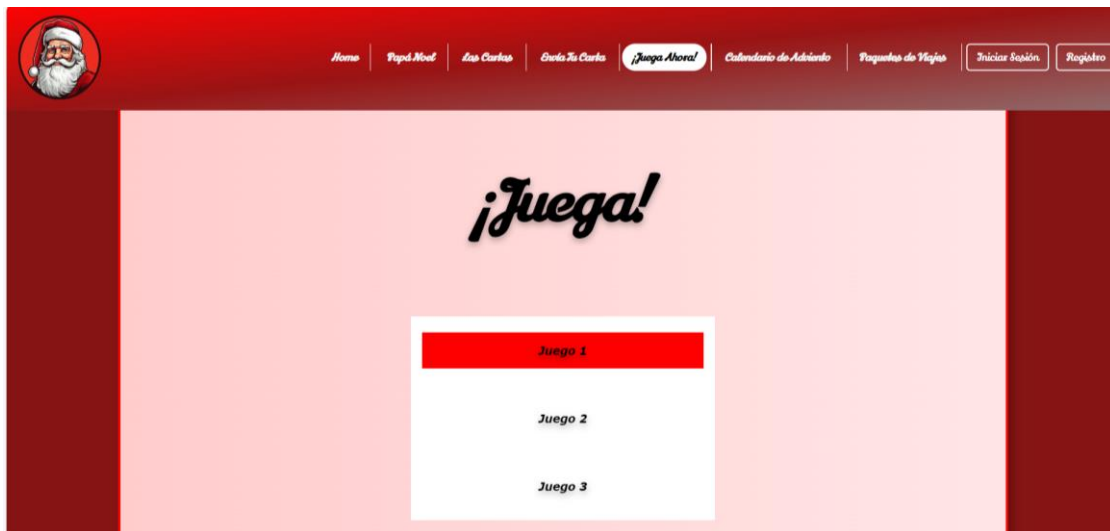 Home Papá Noel Las Cartas Envía Tu Carta ¡Juega Ahora! Calendario de Adviento Paquetes de Viajes Iniciar Sesión Registro
¡Juega!
Juego 1
Juego 2
Juego 3